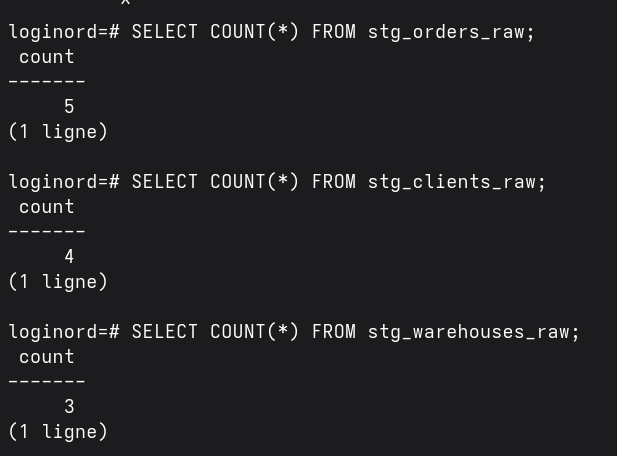 loginord=# SELECT COUNT(*) FROM stg_orders_raw;
 count
-------
     5
(1 ligne)

loginord=# SELECT COUNT(*) FROM stg_clients_raw;
 count
-------
     4
(1 ligne)

loginord=# SELECT COUNT(*) FROM stg_warehouses_raw;
 count
-------
     3
(1 ligne)